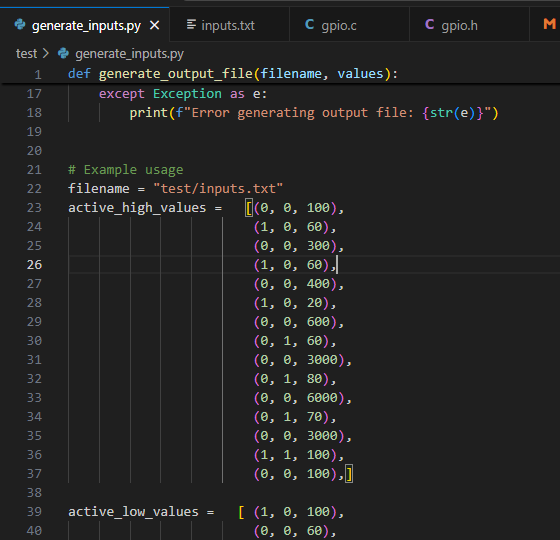 generate_inputs.py × inputs.txt C gpio.c C gpio.h M
test > generate_inputs.py
1 def generate_output_file(filename, values):
17 except Exception as e:
18 print(f"Error generating output file: {str(e)}")
19
20
21 # Example usage
22 filename = "test/inputs.txt"
23 active_high_values = [(0, 0, 100),
24 (1, 0, 60),
25 (0, 0, 300),
26 (1, 0, 60),
27 (0, 0, 400),
28 (1, 0, 20),
29 (0, 0, 600),
30 (0, 1, 60),
31 (0, 0, 3000),
32 (0, 1, 80),
33 (0, 0, 6000),
34 (0, 1, 70),
35 (0, 0, 3000),
36 (1, 1, 100),
37 (0, 0, 100),]
38
39 active_low_values = [ (1, 0, 100),
40 (0, 0, 60),